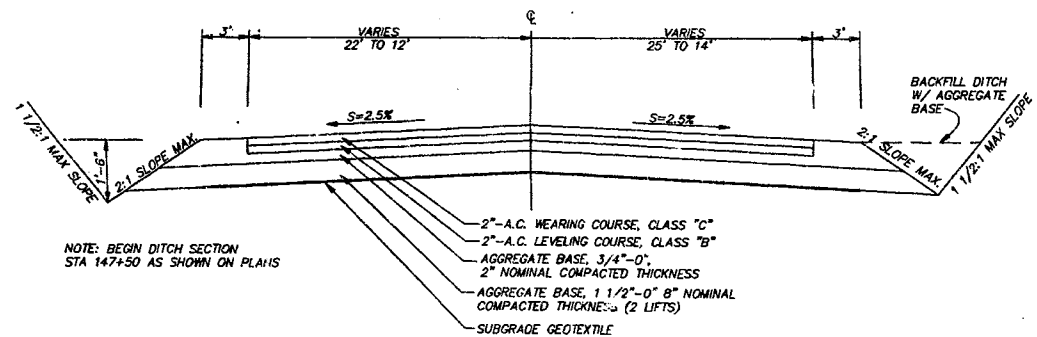 ℄
3'
VARIES
22' TO 12'
VARIES
25' TO 14'
3'
BACKFILL DITCH
W/ AGGREGATE
BASE
S=2.5%
S=2.5%
1 1/2:1 MAX SLOPE
1'-6"
2:1 SLOPE MAX.
2:1 SLOPE MAX.
1 1/2:1 MAX SLOPE
NOTE: BEGIN DITCH SECTION
STA 147+50 AS SHOWN ON PLANS
2"-A.C. WEARING COURSE, CLASS "C"
2"-A.C. LEVELING COURSE, CLASS "B"
AGGREGATE BASE, 3/4"-0",
2" NOMINAL COMPACTED THICKNESS
AGGREGATE BASE, 1 1/2"-0" 8" NOMINAL
COMPACTED THICKNESS (2 LIFTS)
SUBGRADE GEOTEXTILE